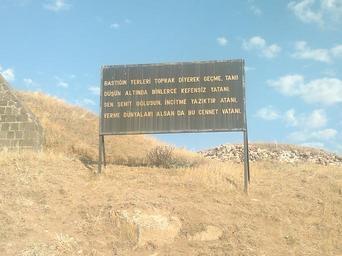 BASTIĞIN YERLERİ TOPRAK DİYEREK GEÇME, TANI
DÜŞÜN ALTINDA BİNLERCE KEFENSİZ YATANI.
SEN ŞEHİT OĞLUSUN, İNCİTME YAZIKTIR ATANI,
VERME DÜNYALARI ALSAN DA BU CENNET VATANI.